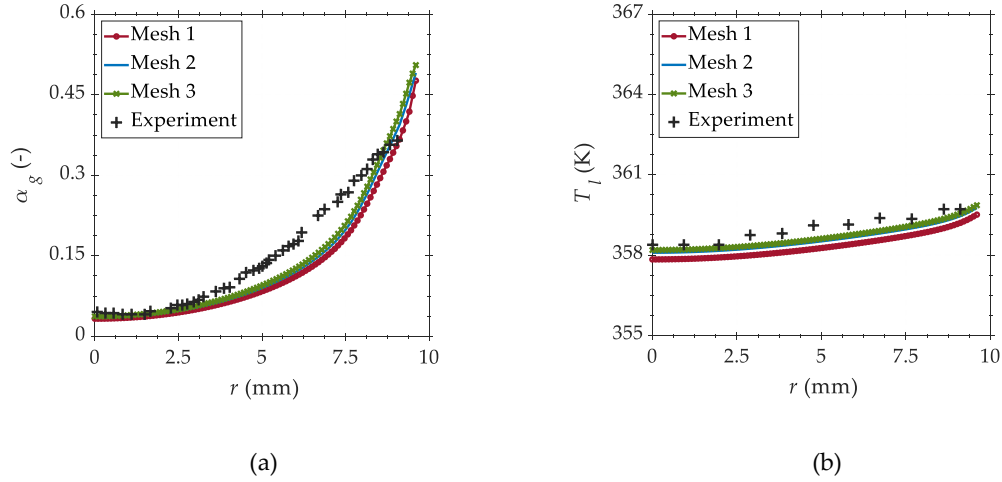 0.6
0.45
0.3
0.15
0
α g (-)
Mesh 1
Mesh 2
Mesh 3
Experiment
0 2.5 5 7.5 10
r (mm)
(a)
367
364
361
358
355
T l (K)
Mesh 1
Mesh 2
Mesh 3
Experiment
0 2.5 5 7.5 10
r (mm)
(b)